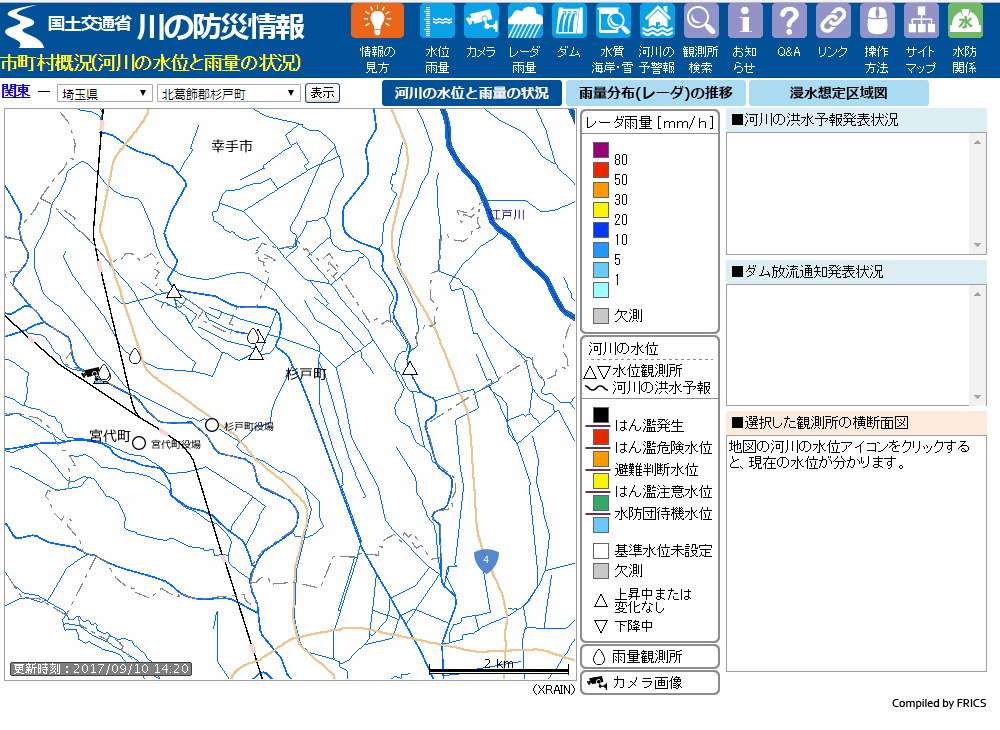 国土交通省 川の防災情報
情報の
見方
水位
雨量
カメラ
レーダ
雨量
ダム
水質
海岸・雪
河川の
予警報
観測所
検索
お知
らせ
Q&A
リンク
操作
方法
サイト
マップ
水
水防
関係
市町村概況(河川の水位と雨量の状況)
関東 ー 埼玉県 北葛飾郡杉戸町 表示
河川の水位と雨量の状況 雨量分布(レーダ)の推移 浸水想定区域図
幸手市
江戸川
杉戸町
杉戸町役場
宮代町
宮代町役場
4
更新時刻:2017/09/10 14:20
2 km
(XRAIN)
レーダ雨量 [mm/h]
80
50
30
20
10
5
1
欠測
河川の水位
△▽水位観測所
河川の洪水予報
はん濫発生
はん濫危険水位
避難判断水位
はん濫注意水位
水防団待機水位
基準水位未設定
欠測
上昇中または
変化なし
下降中
雨量観測所
カメラ画像
■河川の洪水予報発表状況
■ダム放流通知発表状況
■選択した観測所の横断面図
地図の河川の水位アイコンをクリックする
と、現在の水位が分かります。
Compiled by FRICS